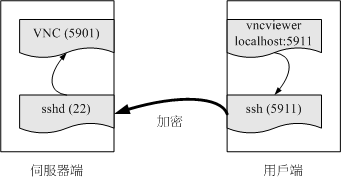 VNC (5901)
vncviewer
localhost:5911
sshd (22)
ssh (5911)
加密
伺服器端
用戶端